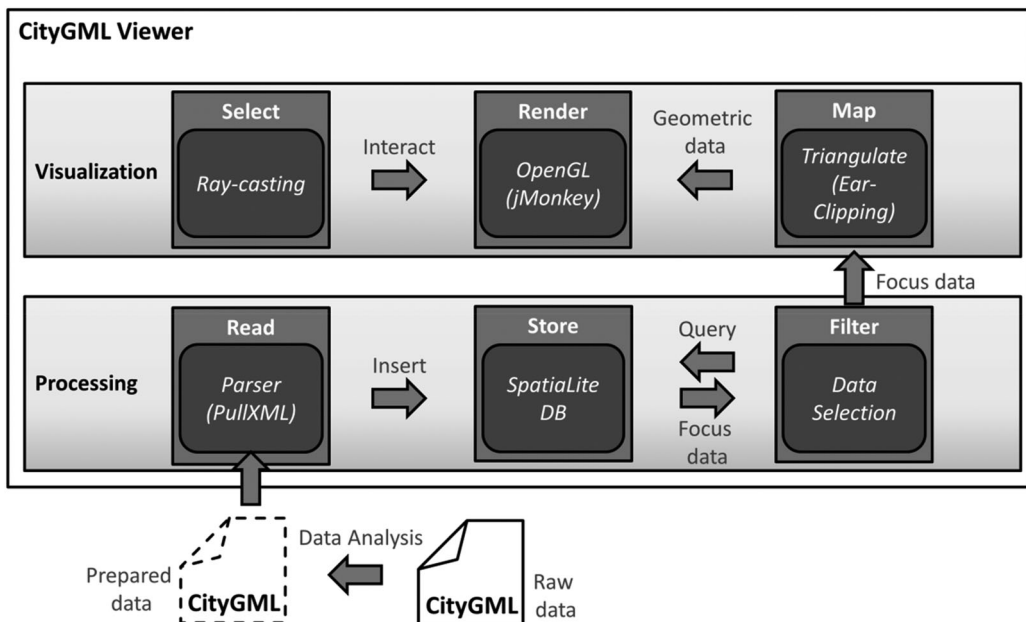 CityGML Viewer
Visualization
Select
Ray-casting
Interact
Render
OpenGL
(jMonkey)
Geometric
data
Map
Triangulate
(Ear-
Clipping)
Focus data
Processing
Read
Parser
(PullXML)
Insert
Store
SpatiaLite
DB
Query
Focus
data
Filter
Data
Selection
Prepared
data
CityGML
Data Analysis
CityGML
Raw
data